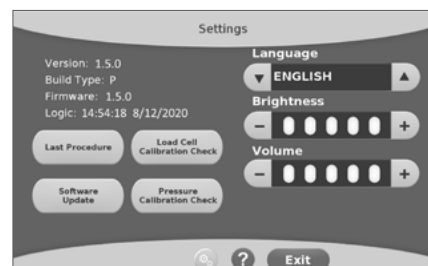 Settings
Version: 1.5.0
Build Type: P
Firmware: 1.5.0
Logic: 14:54:18 8/12/2020
Last Procedure
Load Cell
Calibration Check
Software
Update
Pressure
Calibration Check
Language
ENGLISH
Brightness
- +
Volume
- +
? Exit